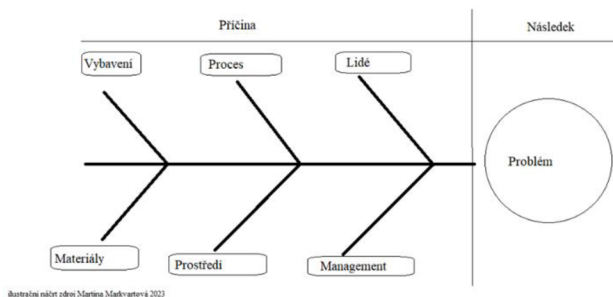 Příčina
Následek
Vybavení
Proces
Lidé
Problém
Materiály
Prostředí
Management
ilustrační náčrt zdroj Martina Markvartová 2023